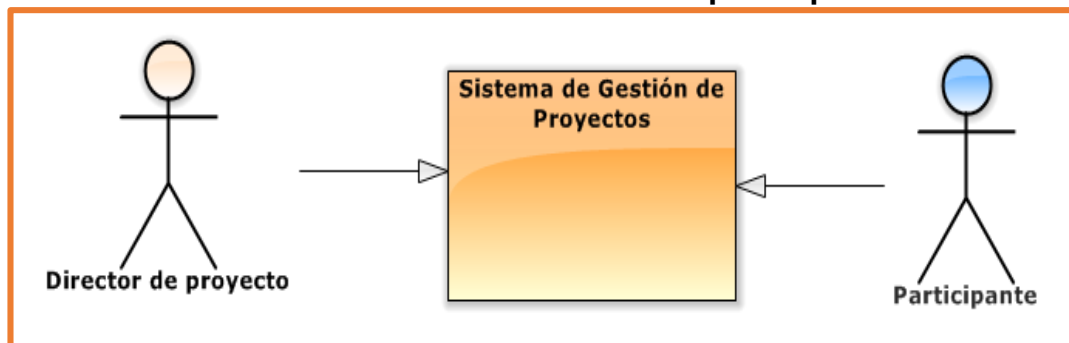 Sistema de Gestión de
Proyectos
Director de proyecto
Participante